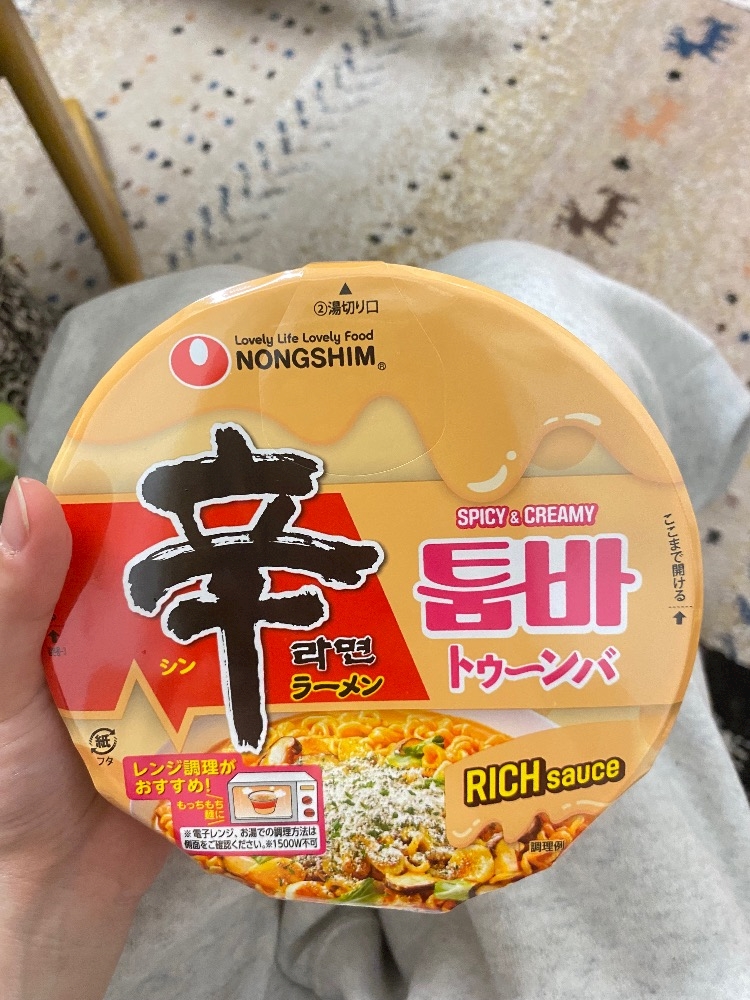 ②湯切り口
Lovely Life Lovely Food
NONGSHIM®
SPICY & CREAMY
辛
툼바
ここまで開ける
シン
라면
トゥーンバ
ラーメン
紙
フタ
レンジ調理が
おすすめ!
もっちもち
麺に
※電子レンジ、お湯での調理方法は
側面をご確認ください。※1500W不可
RICH sauce
調理例